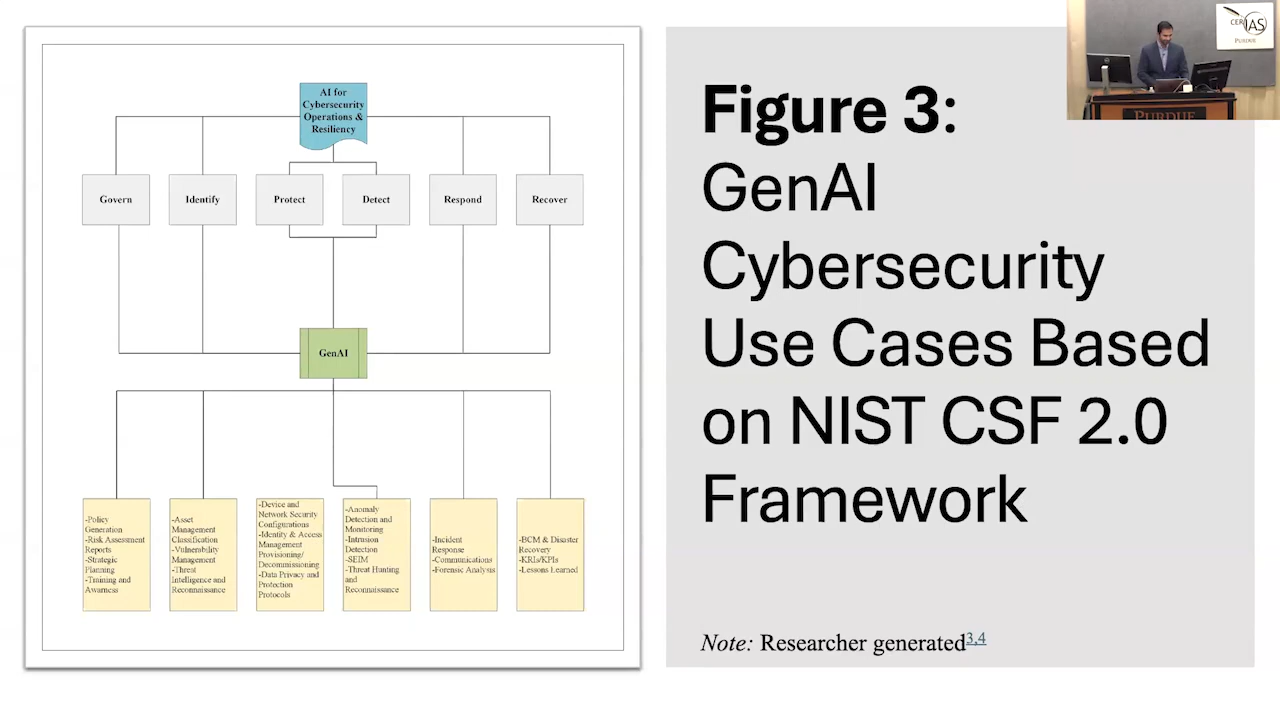 AI for
Cybersecurity
Operations &
Resiliency
Govern
Identify
Protect
Detect
Respond
Recover
GenAI
-Policy
Generation
-Risk Assessment
Reports
-Strategic
Planning
-Training and
Awarness
-Asset
Management
Classification
-Vulnerability
Management
-Threat
Intelligence and
Reconnaissance
-Device and
Network Security
Configurations
-Identity & Access
Management
Provisioning/
Decommissioning
-Data Privacy and
Protection
Protocols
-Anomaly
Detection and
Monitoring
-Intrusion
Detection
-SEIM
-Threat Hunting
and
Reconnaissance
-Incident
Response
-Communications
-Forensic Analysis
-BCM & Disaster
Recovery
-KRIs/KPIs
-Lessons Learned
Figure 3:
GenAI
Cybersecurity
Use Cases Based
on NIST CSF 2.0
Framework
Note: Researcher generated3,4
CERIAS
PURDUE
PURDUE